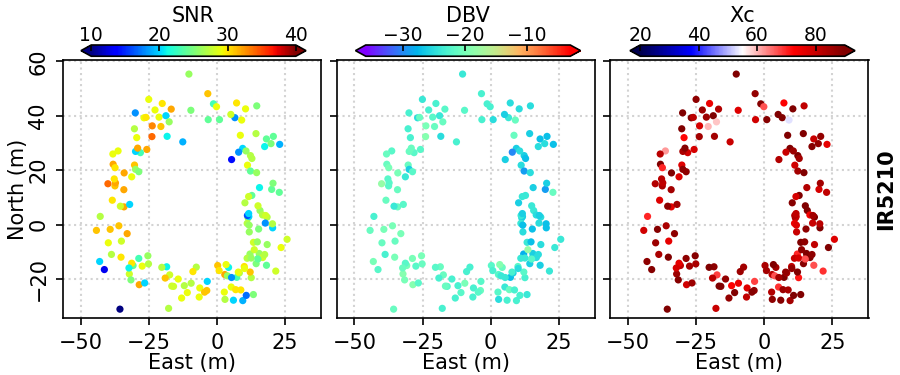 SNR DBV Xc
10 20 30 40 −30 −20 −10 20 40 60 80
60
40
20
0
−20
North (m)
−50 −25 0 25 −50 −25 0 25 −50 −25 0 25
East (m) East (m) East (m)
IR5210